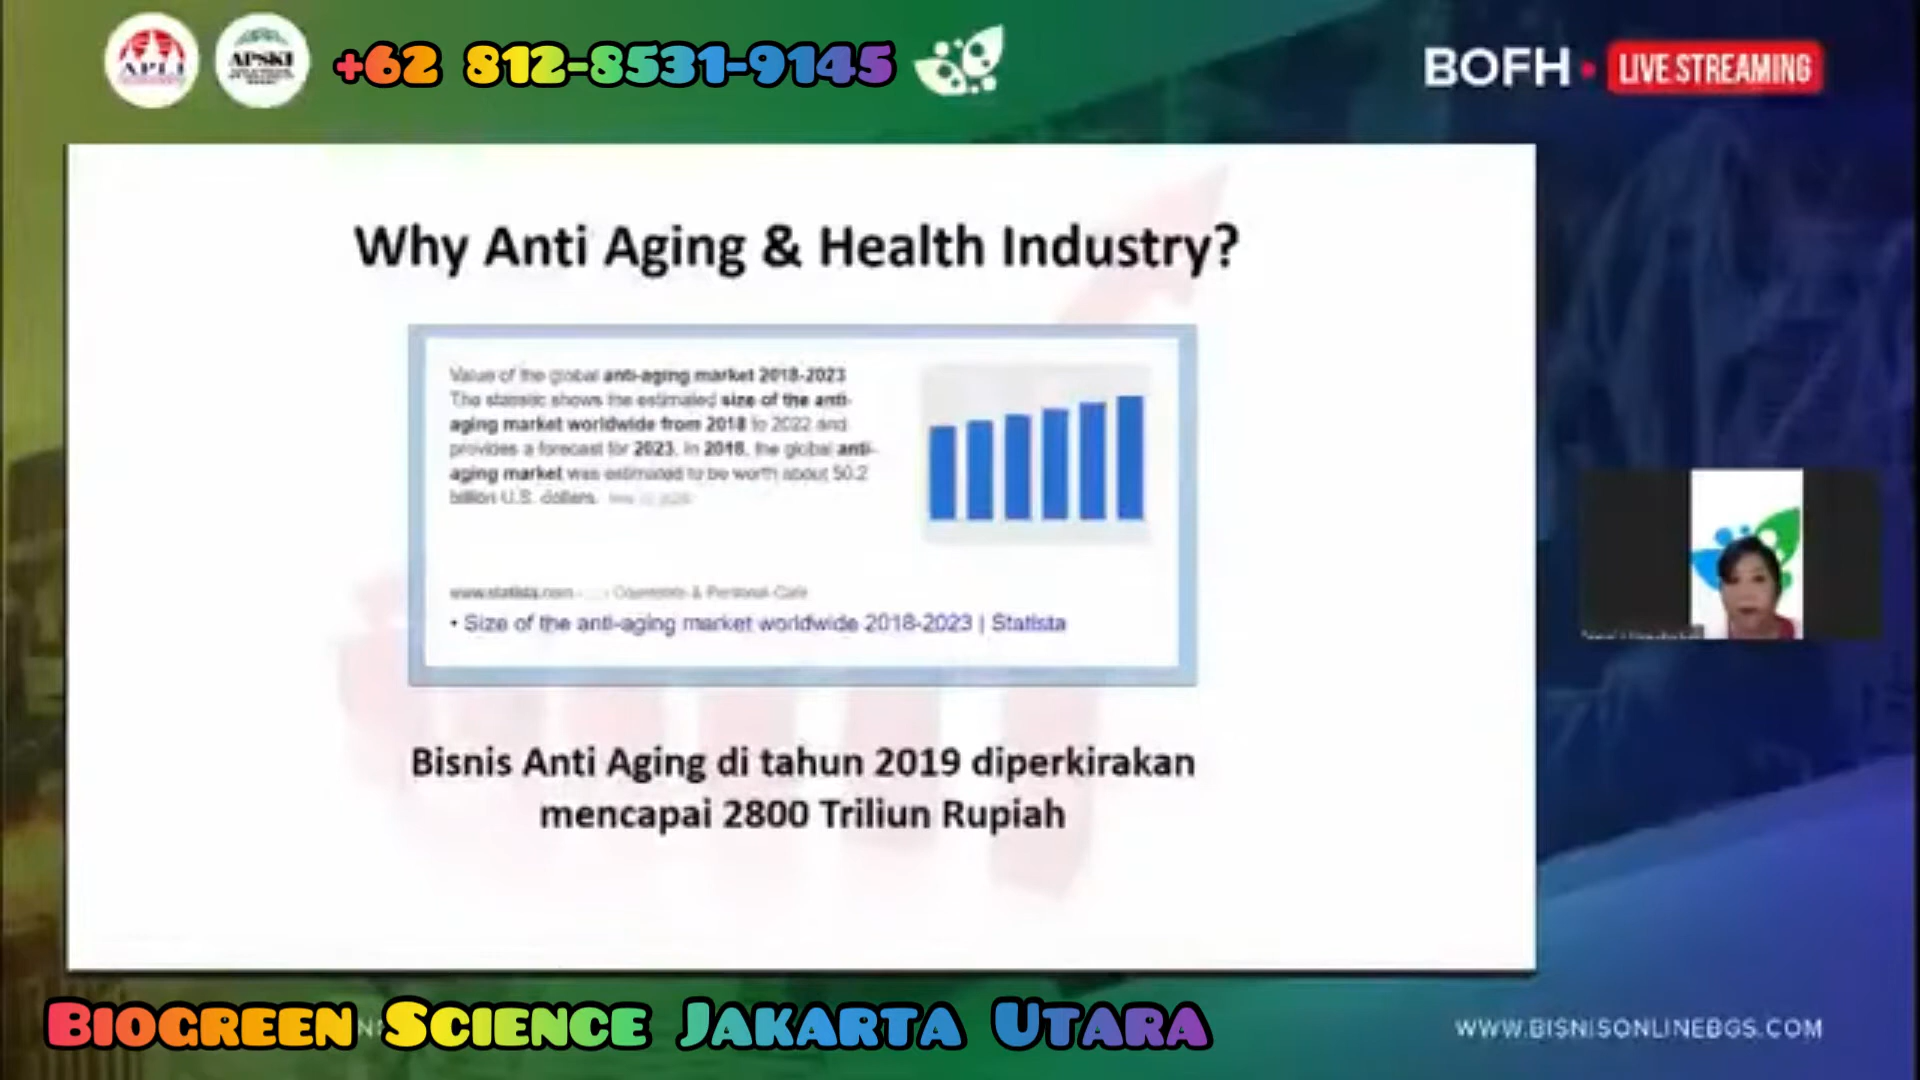 APLI
APSKI
+62 812-8531-9145
BOFH • LIVE STREAMING
Why Anti Aging & Health Industry?
Value of the global anti-aging market 2018-2023
The statistic shows the estimated size of the anti-
aging market worldwide from 2018 to 2022 and
provides a forecast for 2023. In 2018, the global anti-
aging market was estimated to be worth about 50.2
billion U.S. dollars.
www.statista.com › ... › Cosmetics & Personal Care
• Size of the anti-aging market worldwide 2018-2023 | Statista
Bisnis Anti Aging di tahun 2019 diperkirakan
mencapai 2800 Triliun Rupiah
BIOGREEN SCIENCE JAKARTA UTARA
WWW.BISNISONLINEBGS.COM